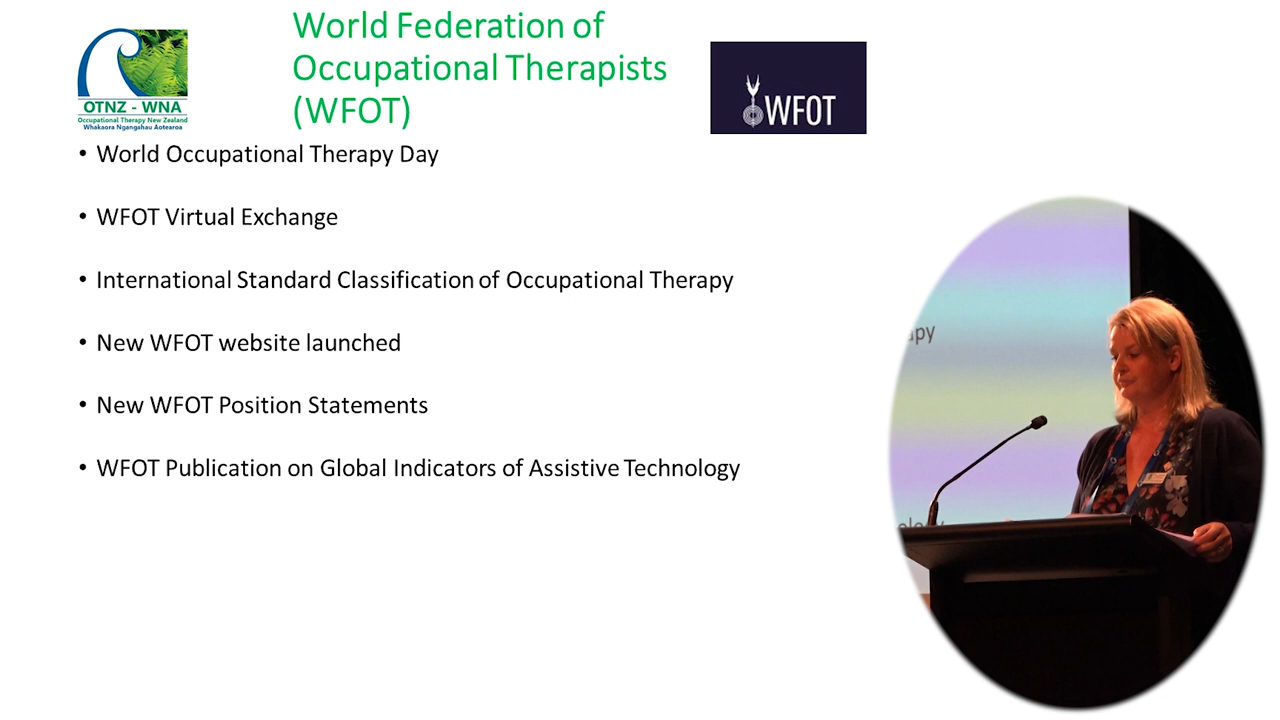 World Federation of
Occupational Therapists
(WFOT)
OTNZ - WNA
Occupational Therapy New Zealand
Whakaora Ngangahau Aotearoa
WFOT
• World Occupational Therapy Day
• WFOT Virtual Exchange
• International Standard Classification of Occupational Therapy
• New WFOT website launched
• New WFOT Position Statements
• WFOT Publication on Global Indicators of Assistive Technology